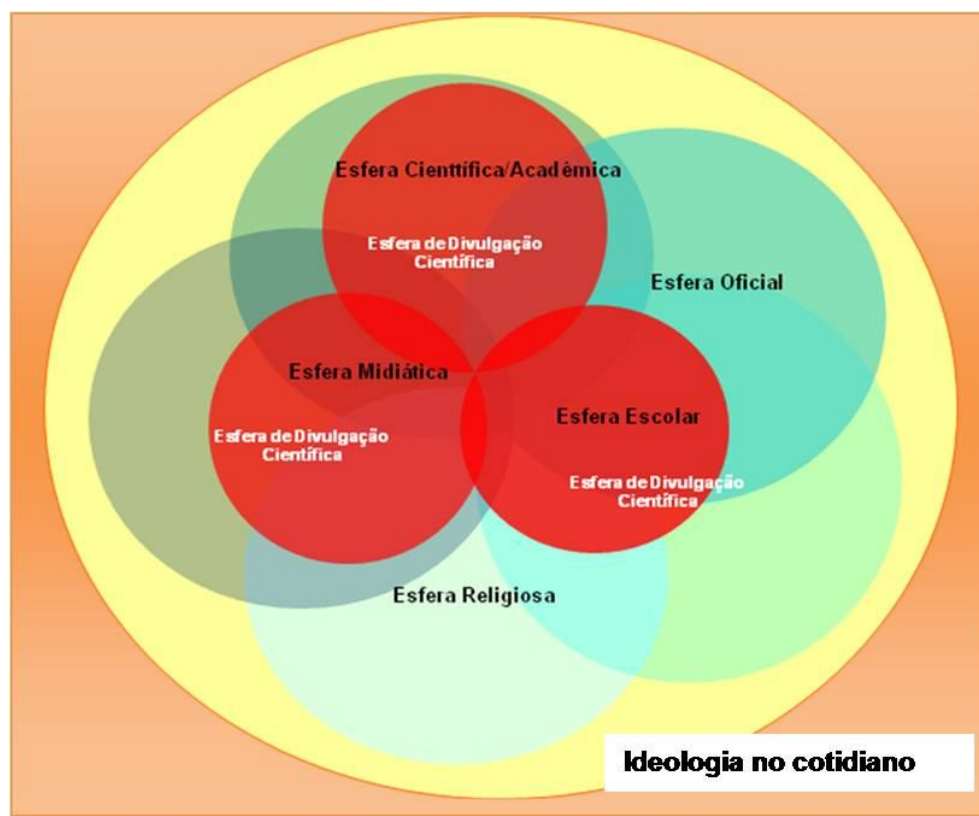 Esfera Cienttífica/Acadêmica
Esfera de Divulgação
Científica
Esfera Oficial
Esfera Midiática
Esfera Escolar
Esfera de Divulgação
Científica
Esfera de Divulgação
Científica
Esfera Religiosa
Ideologia no cotidiano